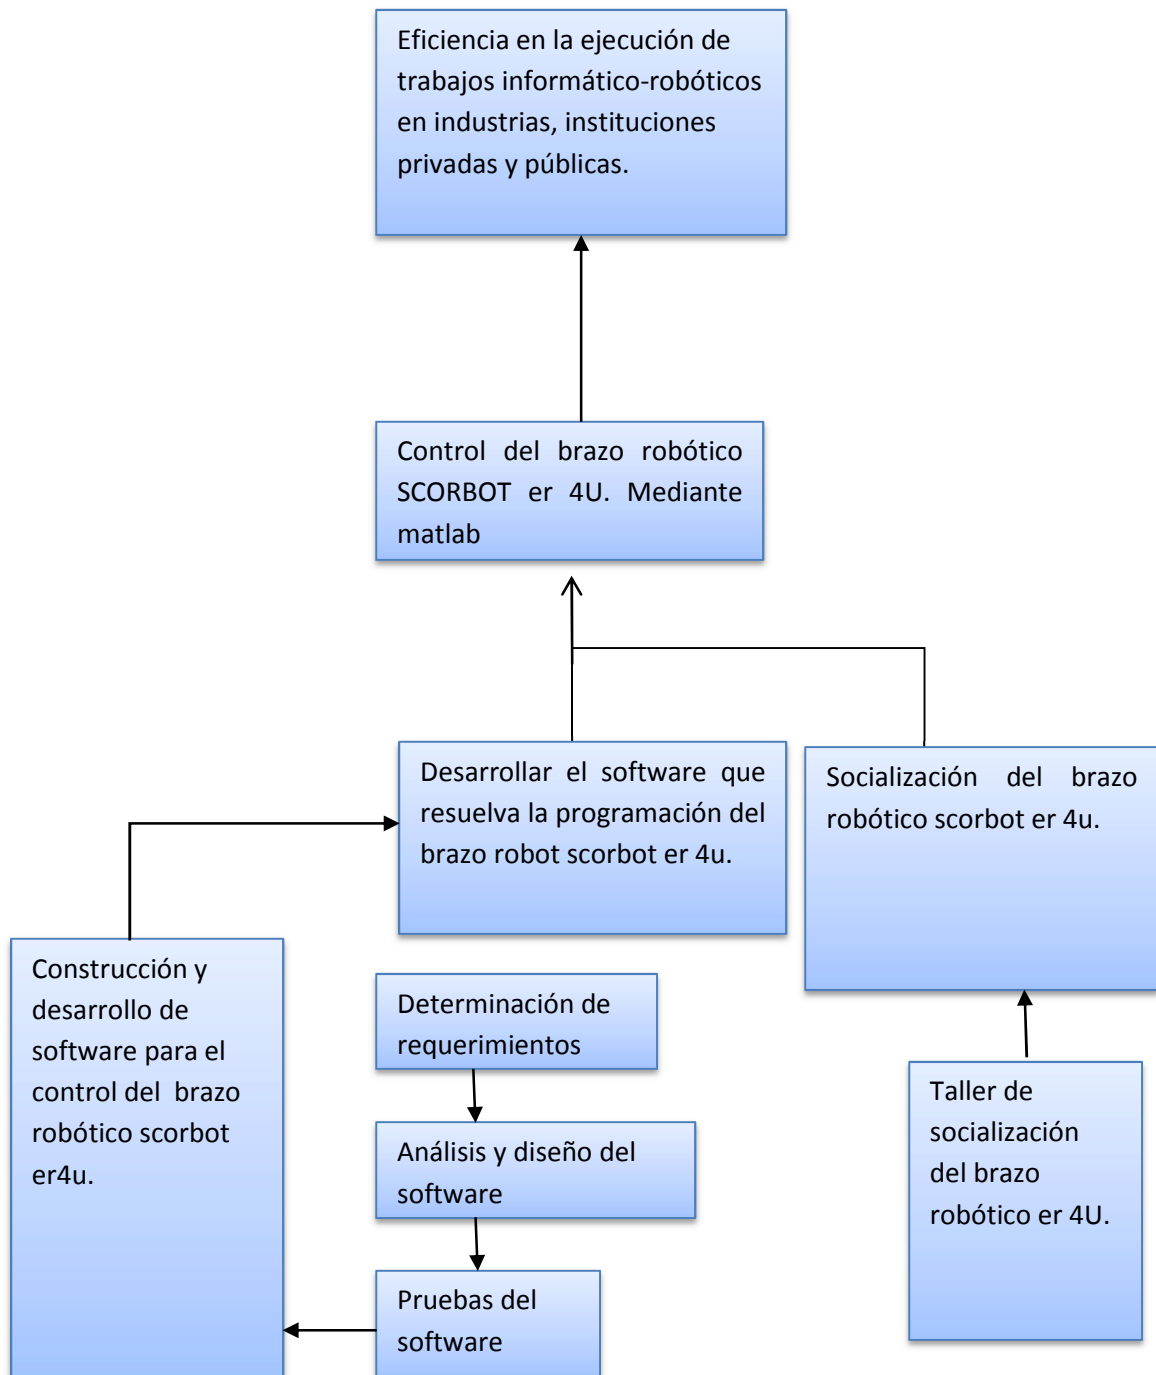 Eficiencia en la ejecución de
trabajos informático-robóticos
en industrias, instituciones
privadas y públicas.
Control del brazo robótico
SCORBOT er 4U. Mediante
matlab
Desarrollar el software que
resuelva la programación del
brazo robot scorbot er 4u.
Socialización del brazo
robótico scorbot er 4u.
Construcción y
desarrollo de
software para el
control del brazo
robótico scorbot
er4u.
Determinación de
requerimientos
Análisis y diseño del
software
Pruebas del
software
Taller de
socialización
del brazo
robótico er 4U.